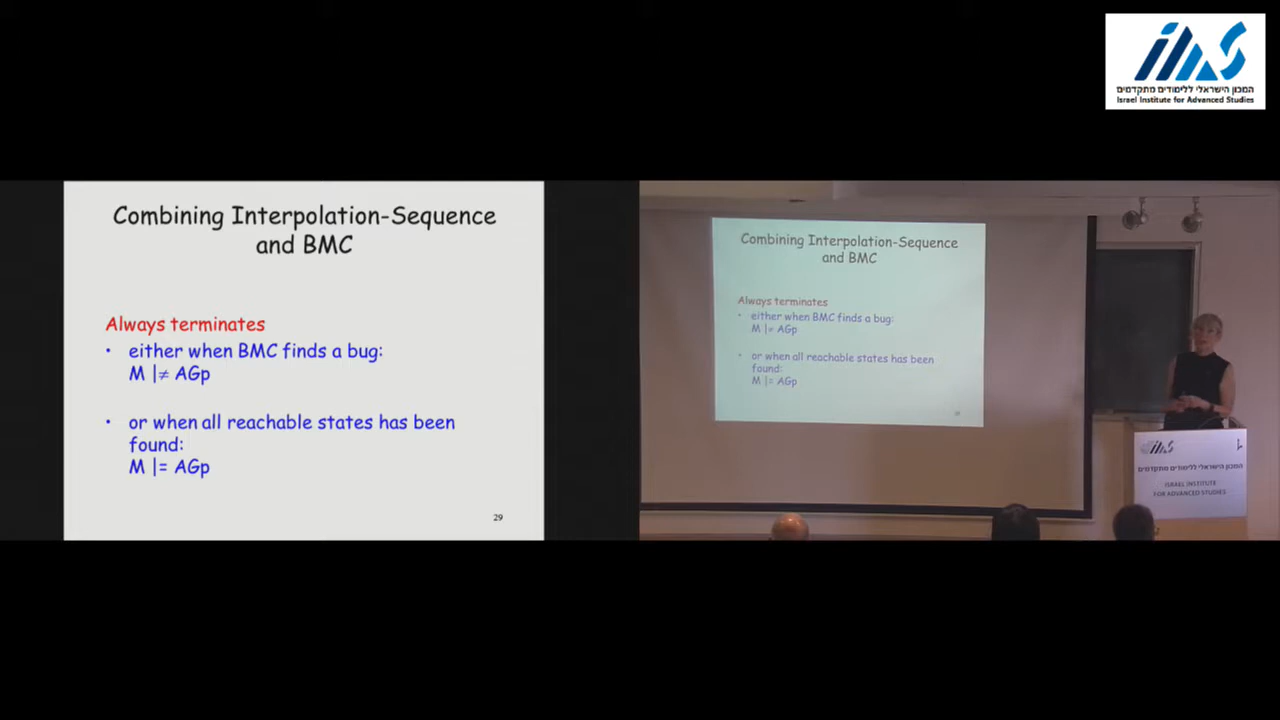 המכון הישראלי ללימודים מתקדמים
Israel Institute for Advanced Studies
Combining Interpolation-Sequence
and BMC
Always terminates
• either when BMC finds a bug:
M |≠ AGp
• or when all reachable states has been
found:
M |= AGp
29
Combining Interpolation-Sequence
and BMC
Always terminates
• either when BMC finds a bug:
M |≠ AGp
• or when all reachable states has been
found:
M |= AGp
המכון הישראלי ללימודים מתקדמים
ISRAEL INSTITUTE
FOR ADVANCED STUDIES